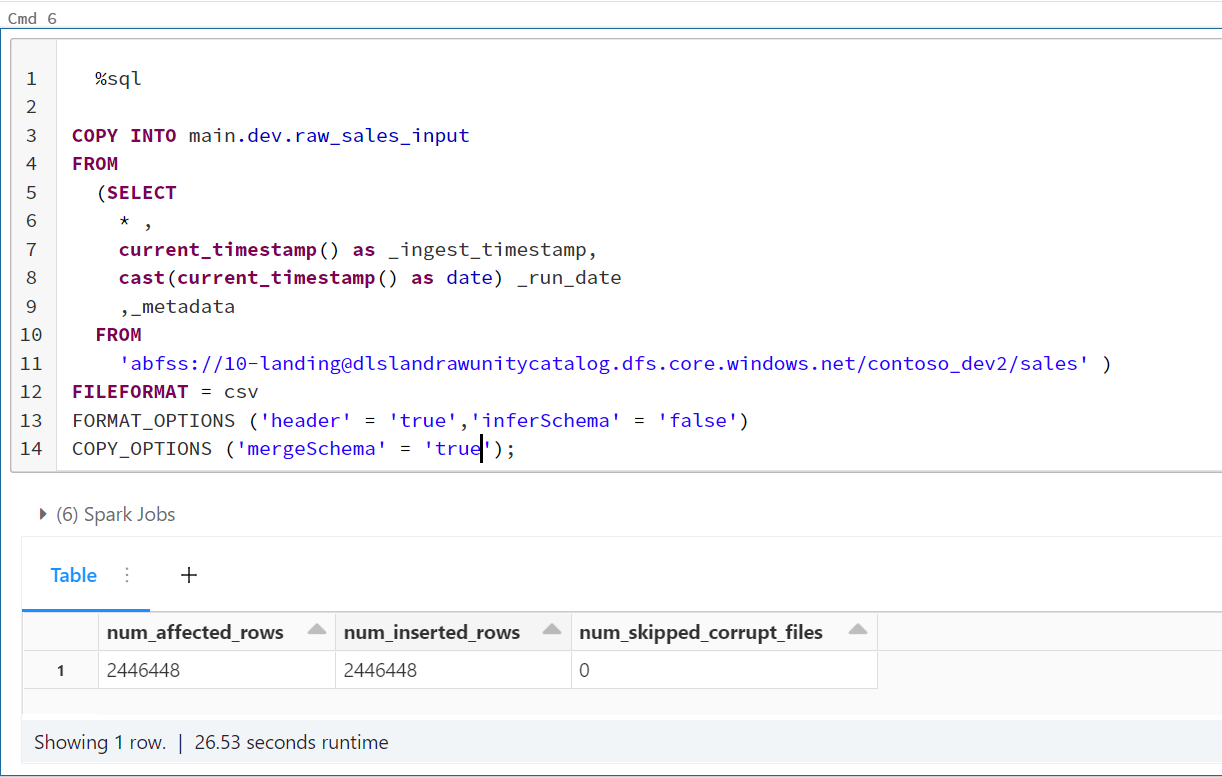 Cmd 6
1 %sql
2
3 COPY INTO main.dev.raw_sales_input
4 FROM
5 (SELECT
6 * ,
7 current_timestamp() as _ingest_timestamp,
8 cast(current_timestamp() as date) _run_date
9 ,_metadata
10 FROM
11 'abfss://10-landing@dlslandrawunitycatalog.dfs.core.windows.net/contoso_dev2/sales' )
12 FILEFORMAT = csv
13 FORMAT_OPTIONS ('header' = 'true','inferSchema' = 'false')
14 COPY_OPTIONS ('mergeSchema' = 'true');
(6) Spark Jobs
Table +
num_affected_rows num_inserted_rows num_skipped_corrupt_files
1 2446448 2446448 0
Showing 1 row. | 26.53 seconds runtime